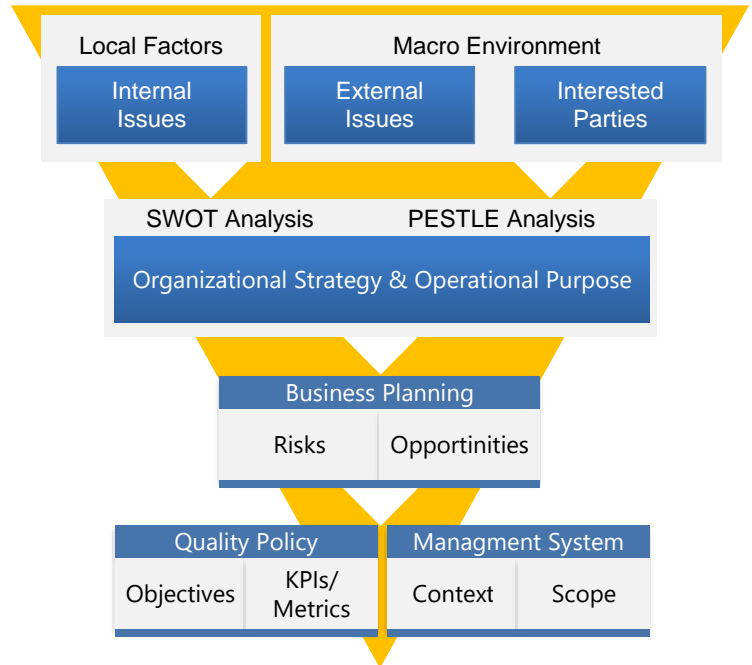 Local Factors
Macro Environment
Internal
Issues
External
Issues
Interested
Parties
SWOT Analysis
PESTLE Analysis
Organizational Strategy & Operational Purpose
Business Planning
Risks
Opportinities
Quality Policy
Managment System
Objectives
KPIs/
Metrics
Context
Scope